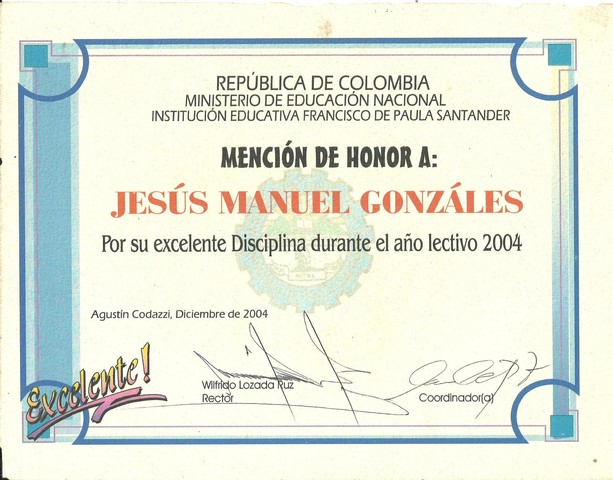 REPÚBLICA DE COLOMBIA
MINISTERIO DE EDUCACIÓN NACIONAL
INSTITUCIÓN EDUCATIVA FRANCISCO DE PAULA SANTANDER
MENCIÓN DE HONOR A:
JESÚS MANUEL GONZÁLES
Por su excelente Disciplina durante el año lectivo 2004
Agustín Codazzi, Diciembre de 2004
Excelente!
Wilfrido Lozada Ruz
Rector
Coordinador(a)